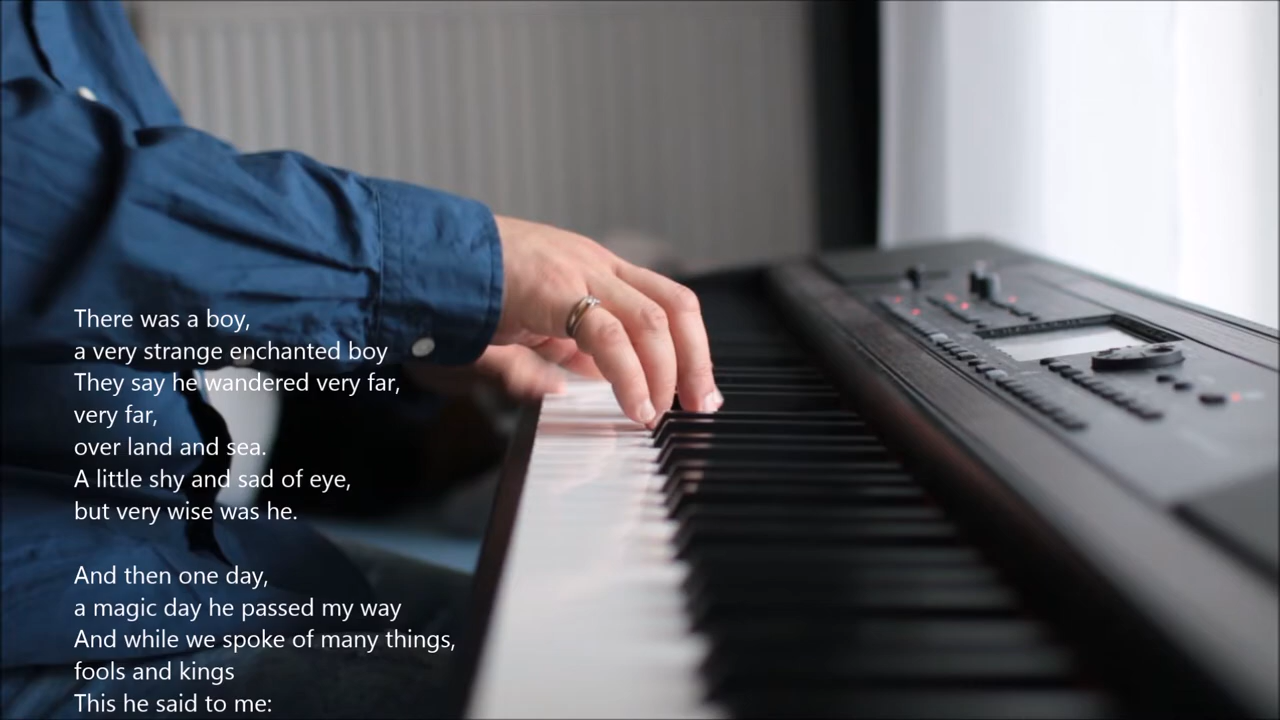 There was a boy,
a very strange enchanted boy
They say he wandered very far,
very far,
over land and sea.
A little shy and sad of eye,
but very wise was he.
And then one day,
a magic day he passed my way
And while we spoke of many things,
fools and kings
This he said to me: